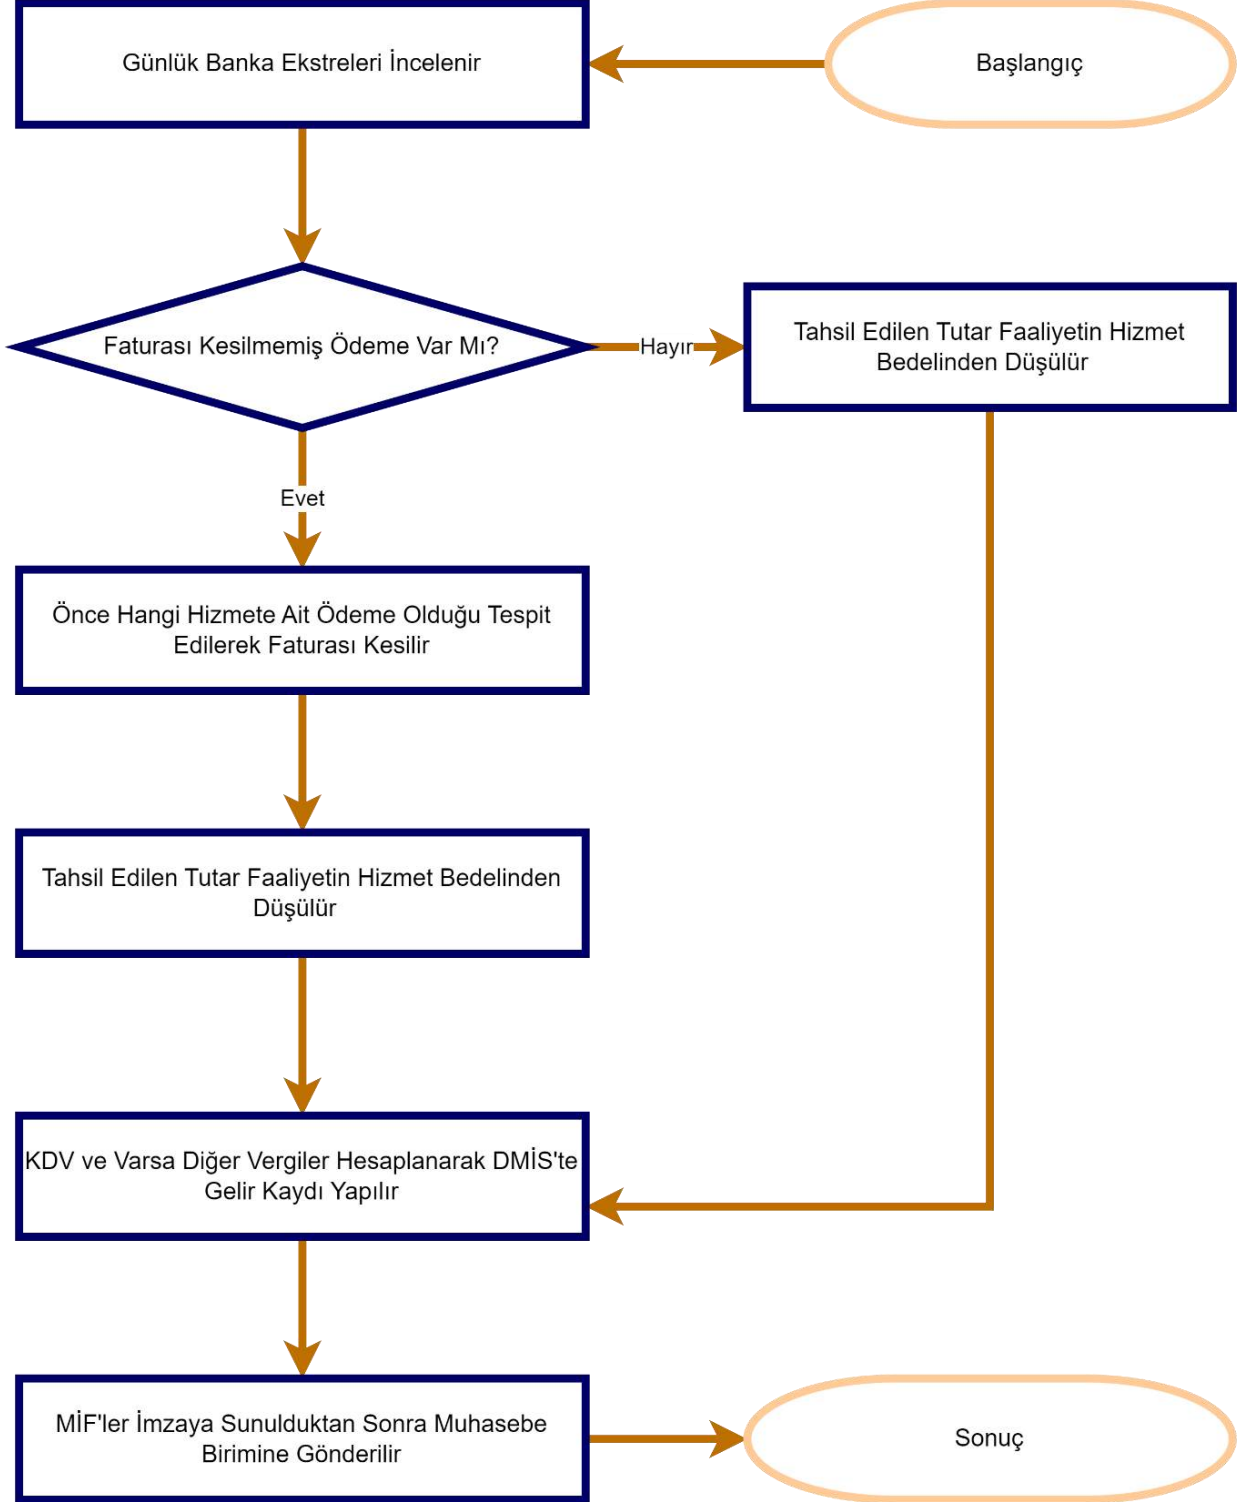 Başlangıç
Günlük Banka Ekstreleri İncelenir
Faturası Kesilmemiş Ödeme Var Mı?
Hayır
Tahsil Edilen Tutar Faaliyetin Hizmet
Bedelinden Düşülür
Evet
Önce Hangi Hizmete Ait Ödeme Olduğu Tespit
Edilerek Faturası Kesilir
Tahsil Edilen Tutar Faaliyetin Hizmet Bedelinden
Düşülür
KDV ve Varsa Diğer Vergiler Hesaplanarak DMİS'te
Gelir Kaydı Yapılır
MİF'ler İmzaya Sunulduktan Sonra Muhasebe
Birimine Gönderilir
Sonuç